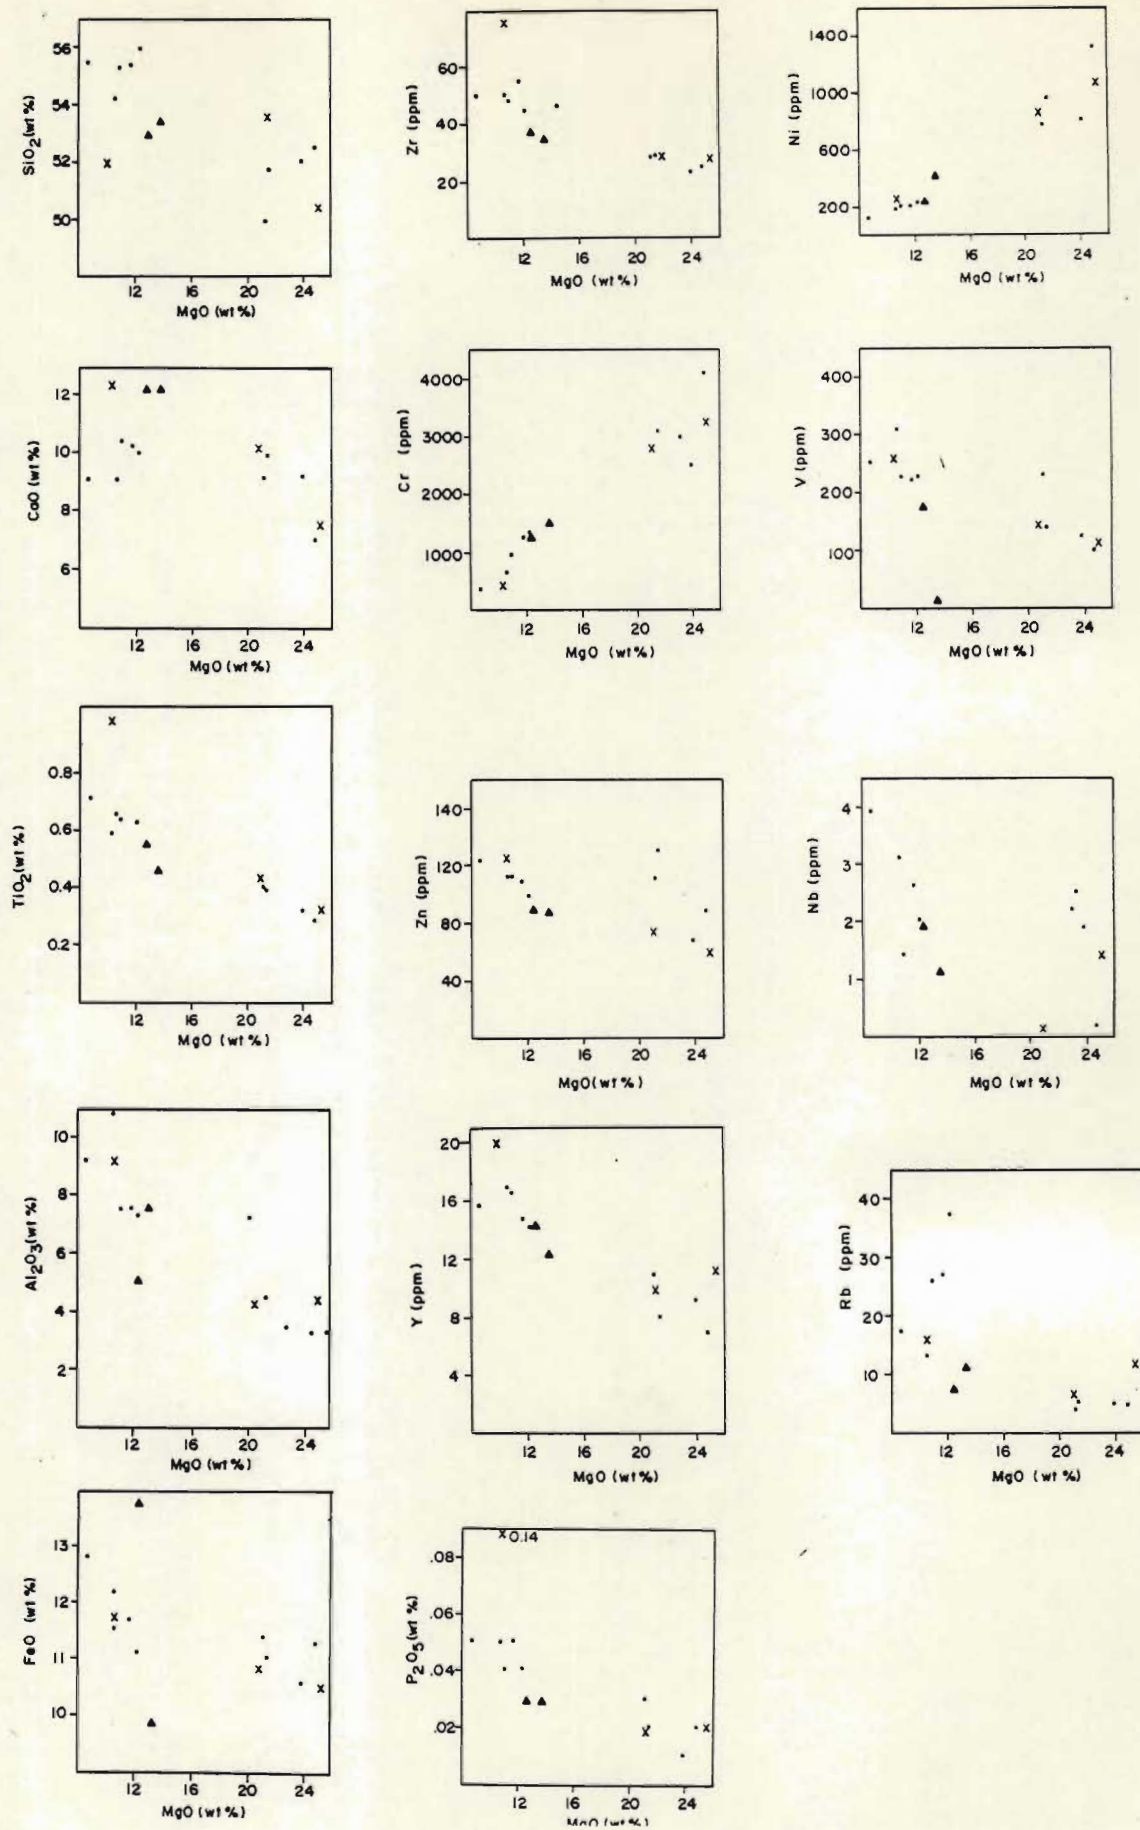 56
54
52
50
SiO2(wt%)
12 16 20 24
MgO (wt%)
60
40
20
Zr (ppm)
12 16 20 24
MgO (wt%)
1400
1000
600
200
Ni (ppm)
12 16 20 24
MgO (wt%)
12
10
8
6
CaO (wt%)
12 16 20 24
MgO (wt%)
4000
3000
2000
1000
Cr (ppm)
12 16 20 24
MgO (wt%)
400
300
200
100
V (ppm)
12 16 20 24
MgO (wt%)
0.8
0.6
0.4
0.2
TiO2(wt%)
12 16 20 24
MgO (wt%)
140
120
80
40
Zn (ppm)
12 16 20 24
MgO(wt%)
4
3
2
1
Nb (ppm)
12 16 20 24
MgO (wt%)
10
8
6
4
2
Al2O3(wt%)
12 16 20 24
MgO (wt%)
20
16
12
8
4
Y (ppm)
12 16 20 24
MgO (wt%)
40
30
20
10
Rb (ppm)
12 16 20 24
MgO (wt%)
13
12
11
10
FeO (wt%)
12 16 20 24
MgO (wt%)
0.14
.08
.06
.04
.02
P2O5(wt%)
12 16 20 24
MgO (wt%)